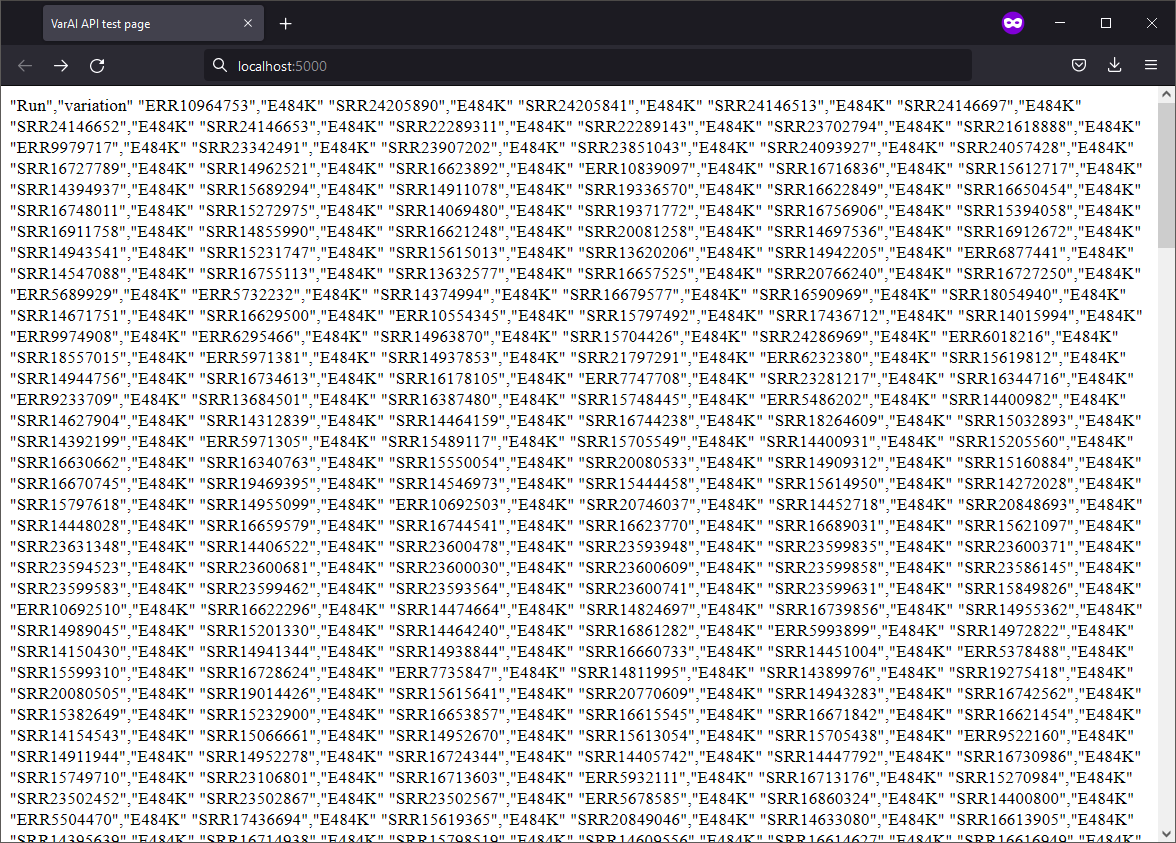 VarAI API test page
localhost:5000
"Run","variation" "ERR10964753","E484K" "SRR24205890","E484K" "SRR24205841","E484K" "SRR24146513","E484K" "SRR24146697","E484K"
"SRR24146652","E484K" "SRR24146653","E484K" "SRR22289311","E484K" "SRR22289143","E484K" "SRR23702794","E484K" "SRR21618888","E484K"
"ERR9979717","E484K" "SRR23342491","E484K" "SRR23907202","E484K" "SRR23851043","E484K" "SRR24093927","E484K" "SRR24057428","E484K"
"SRR16727789","E484K" "SRR14962521","E484K" "SRR16623892","E484K" "ERR10839097","E484K" "SRR16716836","E484K" "SRR15612717","E484K"
"SRR14394937","E484K" "SRR15689294","E484K" "SRR14911078","E484K" "SRR19336570","E484K" "SRR16622849","E484K" "SRR16650454","E484K"
"SRR16748011","E484K" "SRR15272975","E484K" "SRR14069480","E484K" "SRR19371772","E484K" "SRR16756906","E484K" "SRR15394058","E484K"
"SRR16911758","E484K" "SRR14855990","E484K" "SRR16621248","E484K" "SRR20081258","E484K" "SRR14697536","E484K" "SRR16912672","E484K"
"SRR14943541","E484K" "SRR15231747","E484K" "SRR15615013","E484K" "SRR13620206","E484K" "SRR14942205","E484K" "ERR6877441","E484K"
"SRR14547088","E484K" "SRR16755113","E484K" "SRR13632577","E484K" "SRR16657525","E484K" "SRR20766240","E484K" "SRR16727250","E484K"
"ERR5689929","E484K" "ERR5732232","E484K" "SRR14374994","E484K" "SRR16679577","E484K" "SRR16590969","E484K" "SRR18054940","E484K"
"SRR14671751","E484K" "SRR16629500","E484K" "ERR10554345","E484K" "SRR15797492","E484K" "SRR17436712","E484K" "SRR14015994","E484K"
"ERR9974908","E484K" "ERR6295466","E484K" "SRR14963870","E484K" "SRR15704426","E484K" "SRR24286969","E484K" "ERR6018216","E484K"
"SRR18557015","E484K" "ERR5971381","E484K" "SRR14937853","E484K" "SRR21797291","E484K" "ERR6232380","E484K" "SRR15619812","E484K"
"SRR14944756","E484K" "SRR16734613","E484K" "SRR16178105","E484K" "ERR7747708","E484K" "SRR23281217","E484K" "SRR16344716","E484K"
"ERR9233709","E484K" "SRR13684501","E484K" "SRR16387480","E484K" "SRR15748445","E484K" "ERR5486202","E484K" "SRR14400982","E484K"
"SRR14627904","E484K" "SRR14312839","E484K" "SRR14464159","E484K" "SRR16744238","E484K" "SRR18264609","E484K" "SRR15032893","E484K"
"SRR14392199","E484K" "ERR5971305","E484K" "SRR15489117","E484K" "SRR15705549","E484K" "SRR14400931","E484K" "SRR15205560","E484K"
"SRR16630662","E484K" "SRR16340763","E484K" "SRR15550054","E484K" "SRR20080533","E484K" "SRR14909312","E484K" "SRR15160884","E484K"
"SRR16670745","E484K" "SRR19469395","E484K" "SRR14546973","E484K" "SRR15444458","E484K" "SRR15614950","E484K" "SRR14272028","E484K"
"SRR15797618","E484K" "SRR14955099","E484K" "ERR10692503","E484K" "SRR20746037","E484K" "SRR14452718","E484K" "SRR20848693","E484K"
"SRR14448028","E484K" "SRR16659579","E484K" "SRR16744541","E484K" "SRR16623770","E484K" "SRR16689031","E484K" "SRR15621097","E484K"
"SRR23631348","E484K" "SRR14406522","E484K" "SRR23600478","E484K" "SRR23593948","E484K" "SRR23599835","E484K" "SRR23600371","E484K"
"SRR23594523","E484K" "SRR23600681","E484K" "SRR23600030","E484K" "SRR23600609","E484K" "SRR23599858","E484K" "SRR23586145","E484K"
"SRR23599583","E484K" "SRR23599462","E484K" "SRR23593564","E484K" "SRR23600741","E484K" "SRR23599631","E484K" "SRR15849826","E484K"
"ERR10692510","E484K" "SRR16622296","E484K" "SRR14474664","E484K" "SRR14824697","E484K" "SRR16739856","E484K" "SRR14955362","E484K"
"SRR14989045","E484K" "SRR15201330","E484K" "SRR14464240","E484K" "SRR16861282","E484K" "ERR5993899","E484K" "SRR14972822","E484K"
"SRR14150430","E484K" "SRR14941344","E484K" "SRR14938844","E484K" "SRR16660733","E484K" "SRR14451004","E484K" "ERR5378488","E484K"
"SRR15599310","E484K" "SRR16728624","E484K" "ERR7735847","E484K" "SRR14811995","E484K" "SRR14389976","E484K" "SRR19275418","E484K"
"SRR20080505","E484K" "SRR19014426","E484K" "SRR15615641","E484K" "SRR20770609","E484K" "SRR14943283","E484K" "SRR16742562","E484K"
"SRR15382649","E484K" "SRR15232900","E484K" "SRR16653857","E484K" "SRR16615545","E484K" "SRR16671842","E484K" "SRR16621454","E484K"
"SRR14154543","E484K" "SRR15066661","E484K" "SRR14952670","E484K" "SRR15613054","E484K" "SRR15705438","E484K" "ERR9522160","E484K"
"SRR14911944","E484K" "SRR14952278","E484K" "SRR16724344","E484K" "SRR14405742","E484K" "SRR14447792","E484K" "SRR16730986","E484K"
"SRR15749710","E484K" "SRR23106801","E484K" "SRR16713603","E484K" "ERR5932111","E484K" "SRR16713176","E484K" "SRR15270984","E484K"
"SRR23502452","E484K" "SRR23502867","E484K" "SRR23502567","E484K" "ERR5678585","E484K" "SRR16860324","E484K" "SRR14400800","E484K"
"ERR5504470","E484K" "SRR17436694","E484K" "SRR15619365","E484K" "SRR20849046","E484K" "SRR14633080","E484K" "SRR16613905","E484K"
"SRR14395639","E484K" "SRR16714938","E484K" "SRR15798519","E484K" "SRR14609556","E484K" "SRR16614627","E484K" "SRR16616949","E484K"